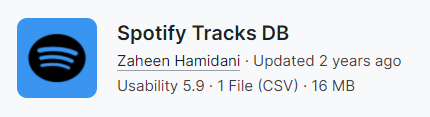 Spotify Tracks DB
Zaheen Hamidani · Updated 2 years ago
Usability 5.9 · 1 File (CSV) · 16 MB